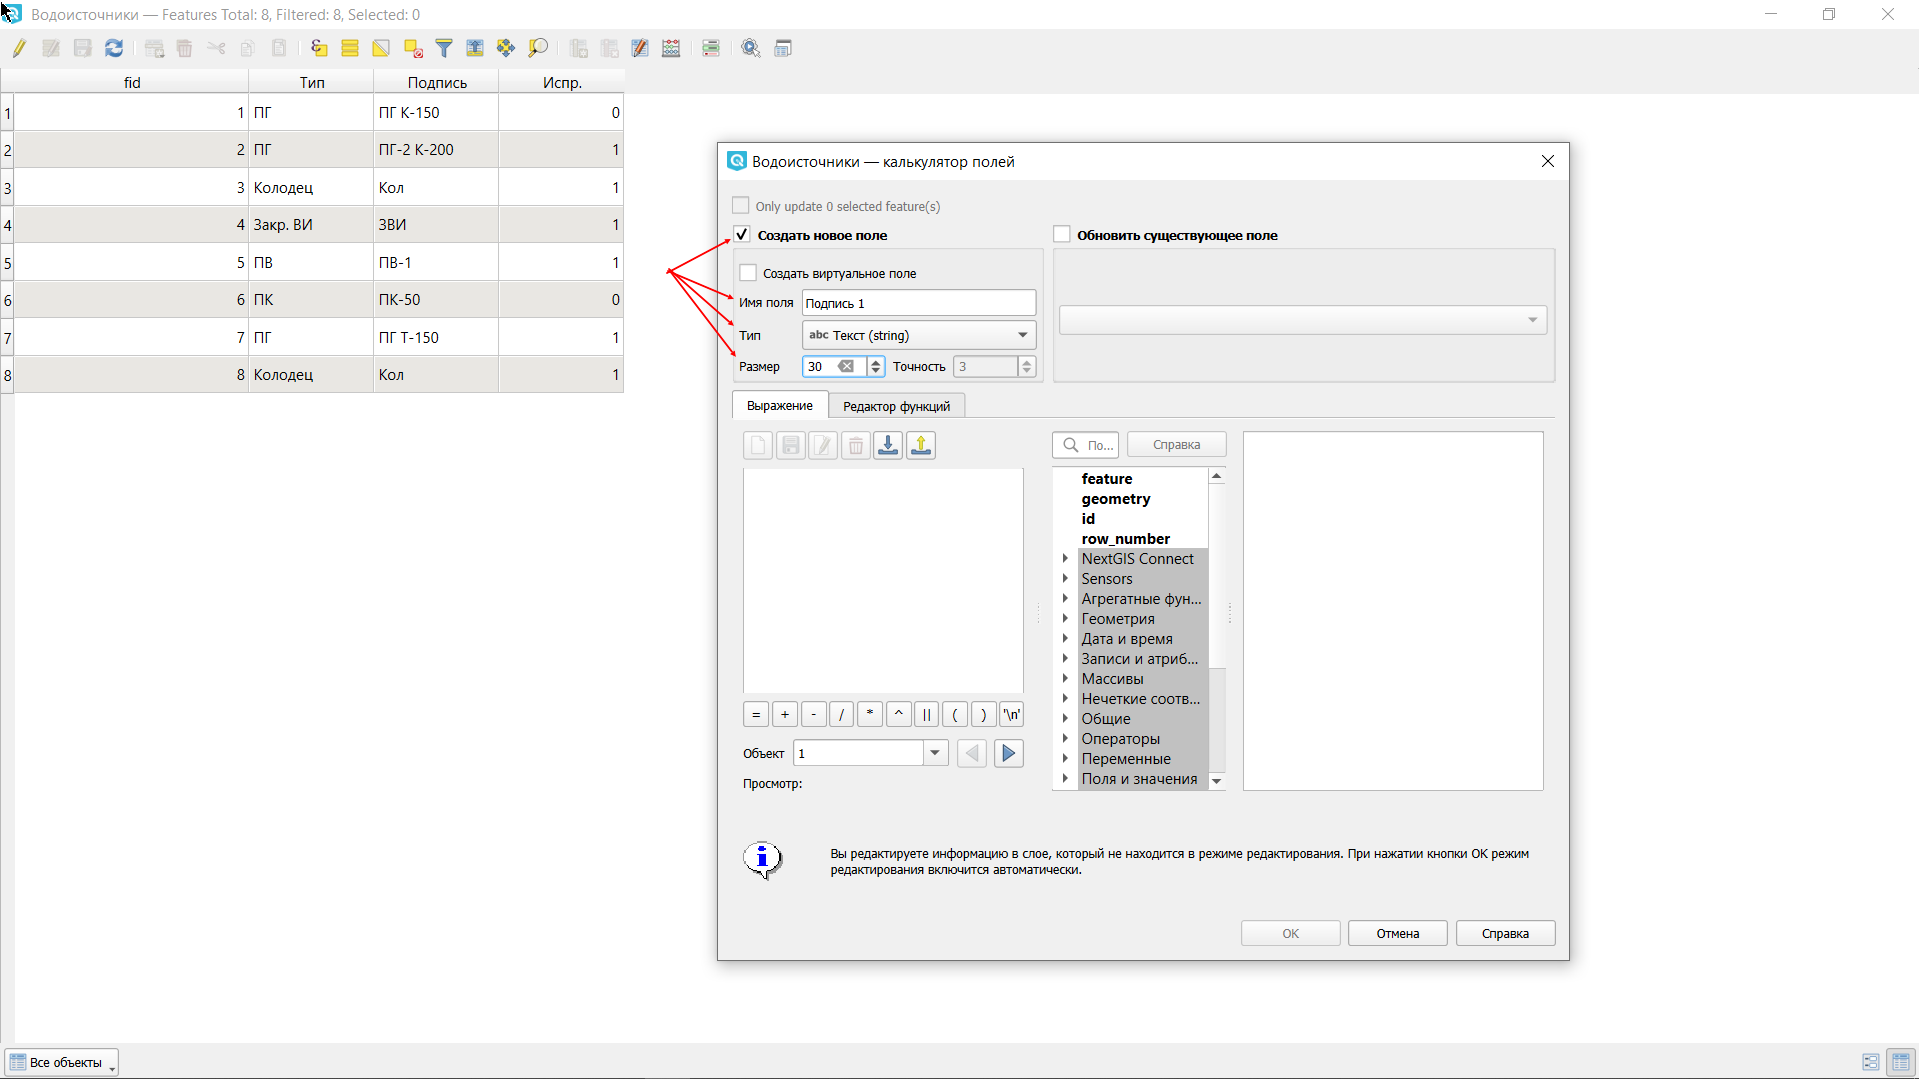 Водоисточники — Features Total: 8, Filtered: 8, Selected: 0
fid Тип Подпись Испр.
1 1 ПГ ПГ К-150 0
2 2 ПГ ПГ-2 К-200 1
3 3 Колодец Кол 1
4 4 Закр. ВИ ЗВИ 1
5 5 ПВ ПВ-1 1
6 6 ПК ПК-50 0
7 7 ПГ ПГ Т-150 1
8 8 Колодец Кол 1
Водоисточники — калькулятор полей
Only update 0 selected feature(s)
Создать новое поле
Обновить существующее поле
Создать виртуальное поле
Имя поля Подпись 1
Тип abc Текст (string)
Размер 30 Точность 3
Выражение Редактор функций
По... Справка
feature
geometry
id
row_number
NextGIS Connect
Sensors
Агрегатные фун...
Геометрия
Дата и время
Записи и атриб...
Массивы
Нечеткие соотв...
Общие
Операторы
Переменные
Поля и значения
= + - / * ^ || ( ) '\n'
Объект 1
Просмотр:
Вы редактируете информацию в слое, который не находится в режиме редактирования. При нажатии кнопки ОК режим
редактирования включится автоматически.
OK Отмена Справка
Все объекты